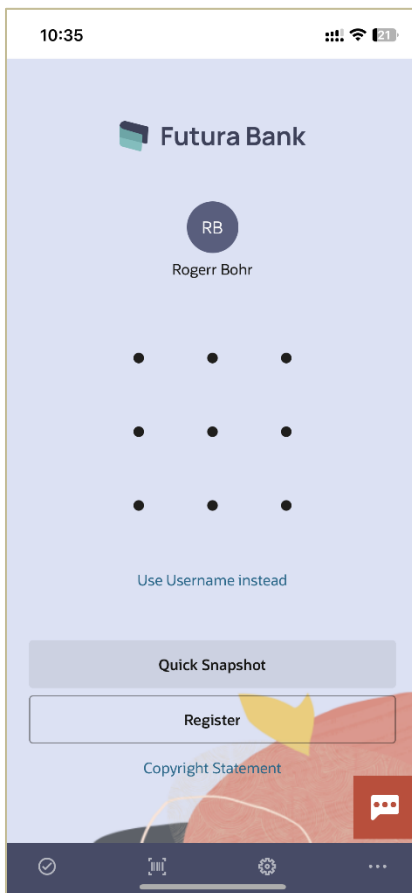 10:35
21
Futura Bank
RB
Rogerr Bohr
Use Username instead
Quick Snapshot
Register
Copyright Statement